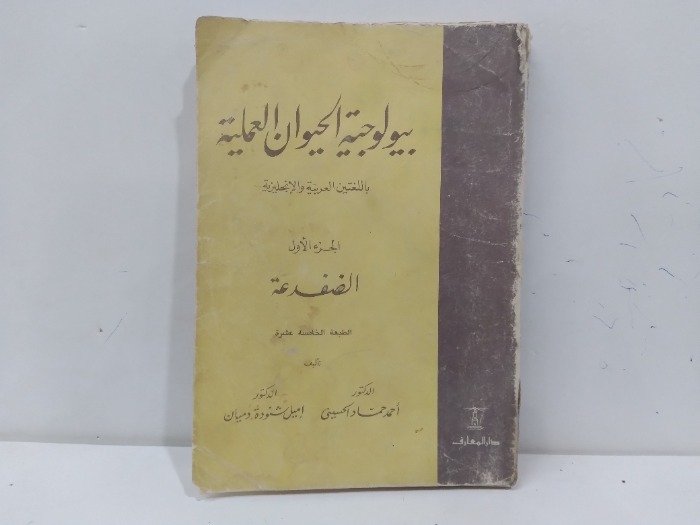 بيولوجية الحيوان العملية
باللغتين العربية والإنجليزية
الجزء الأول
الضفدعة
الطبعة الخامسة عشرة
تأليف
الدكتور
أحمد حماد الحسيني
الدكتور
إميل شنودة دميان
دار المعارف